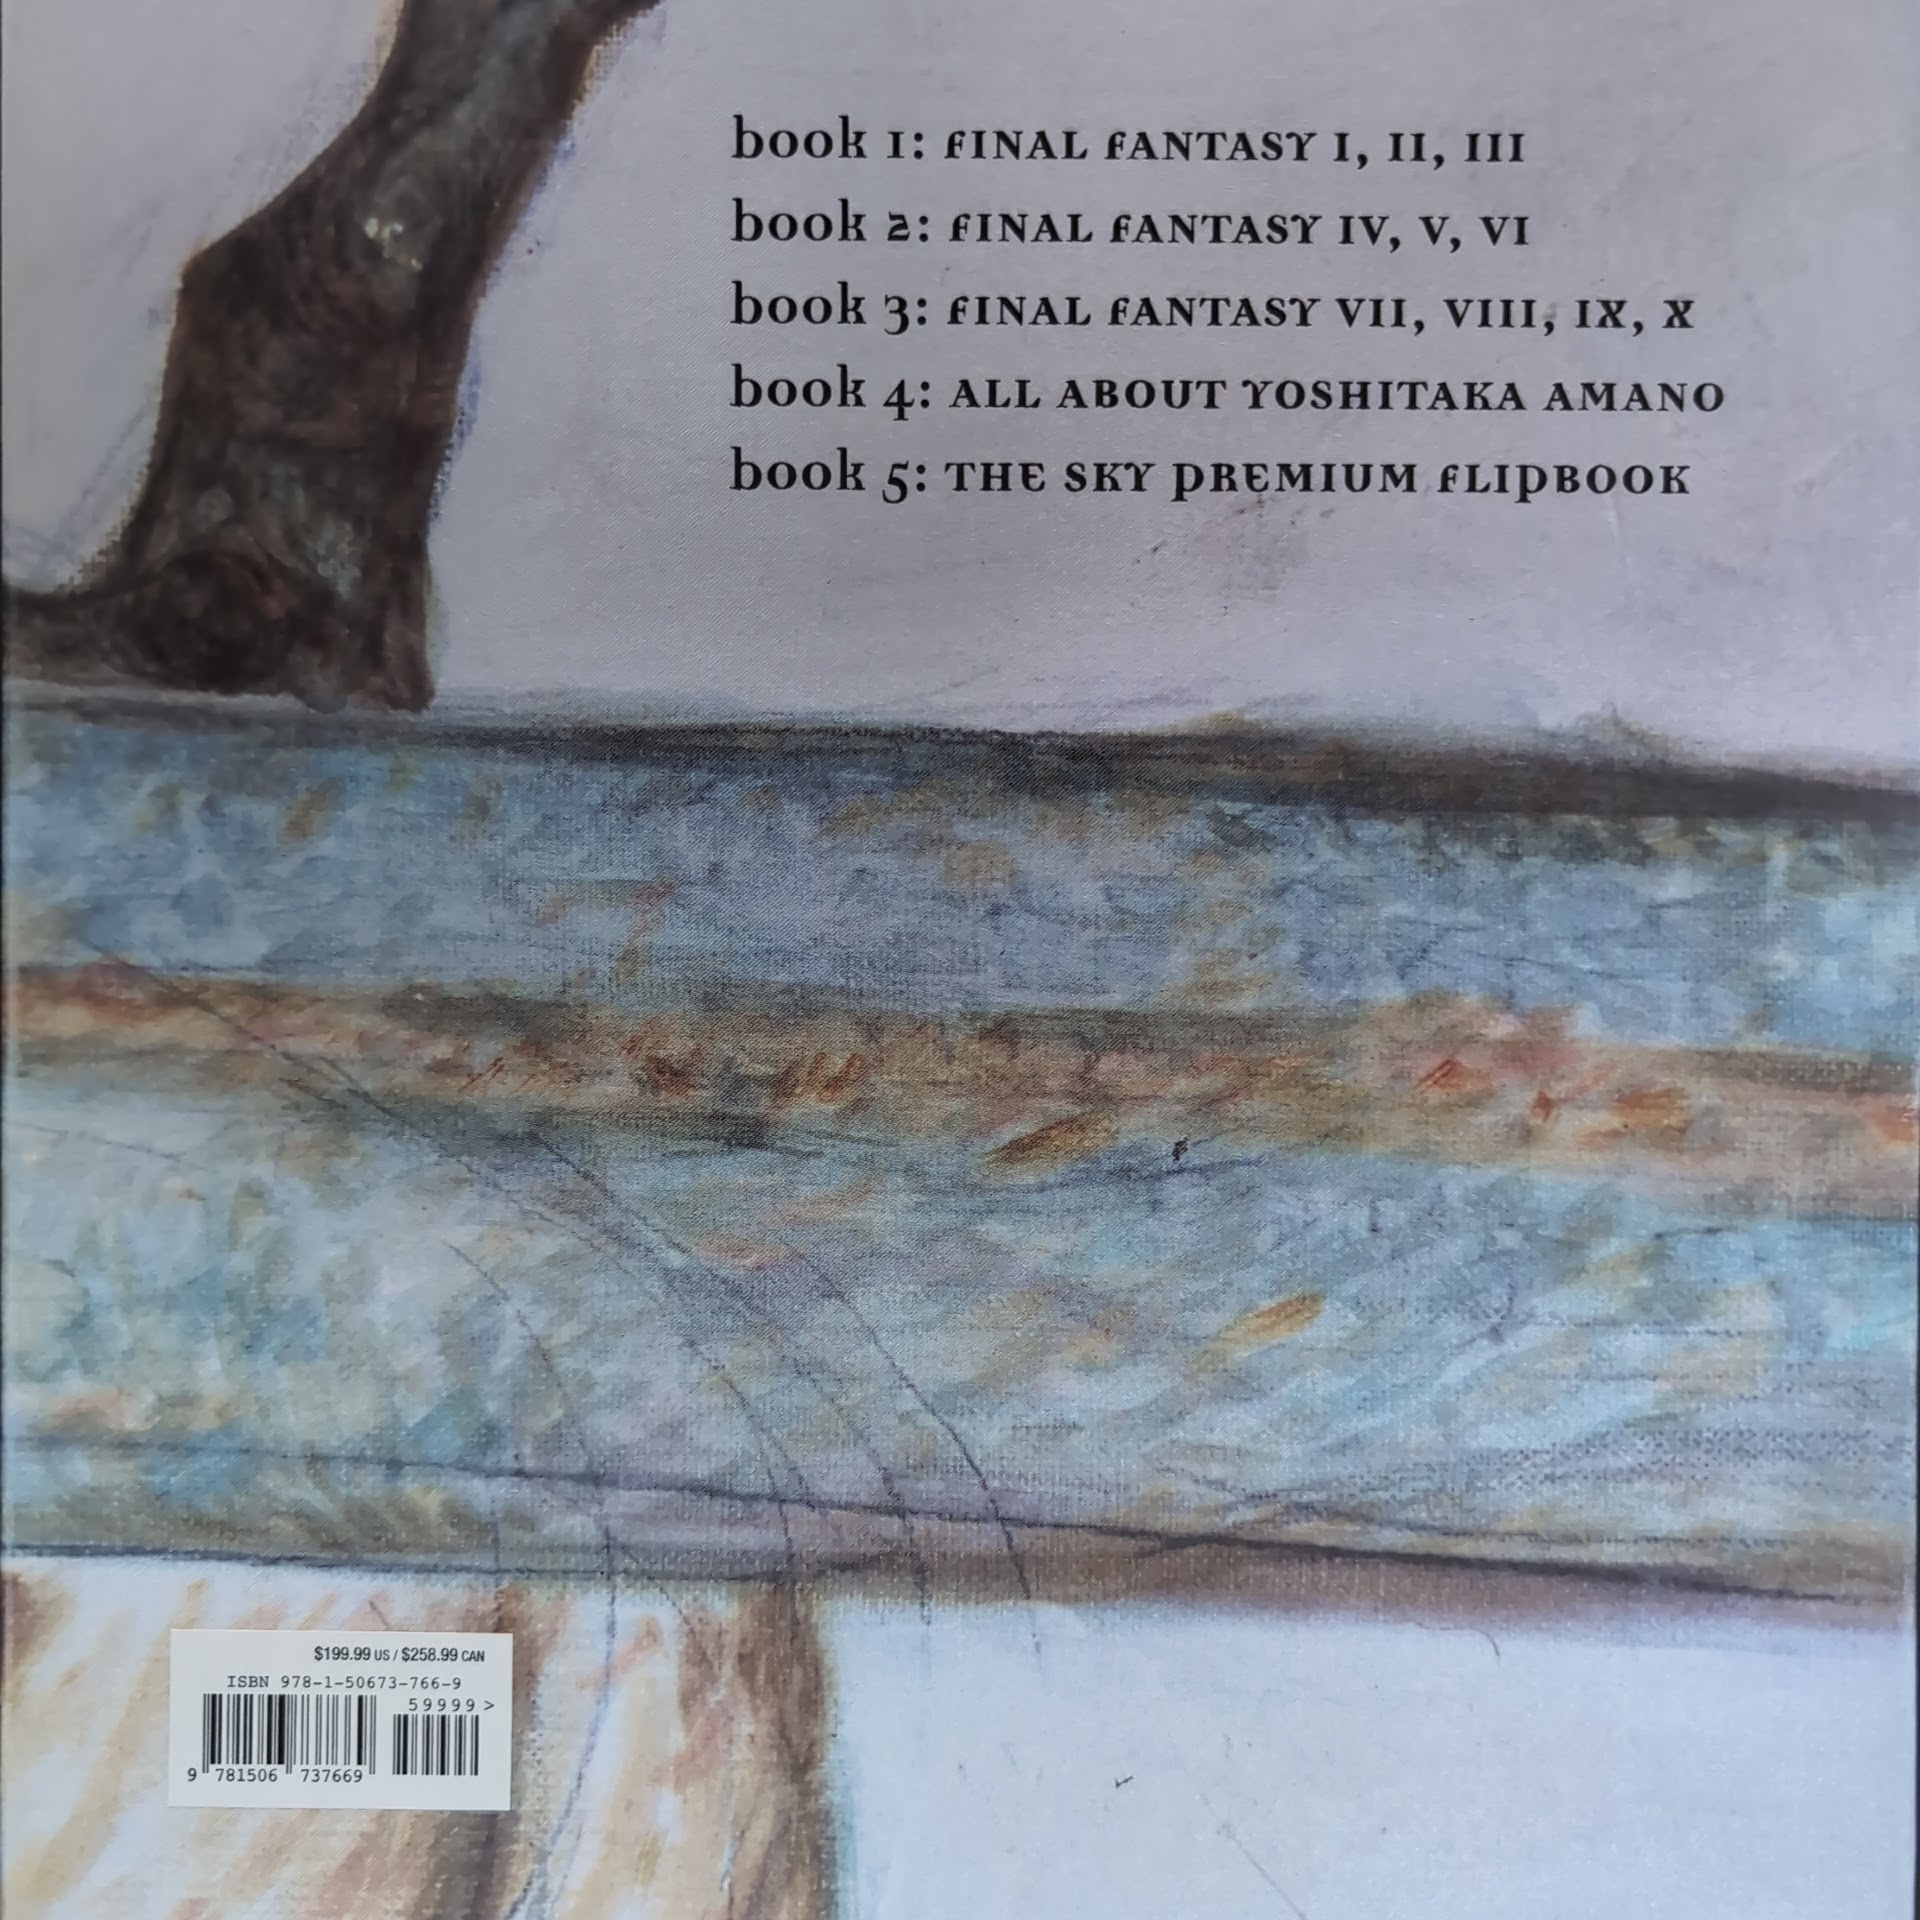 book 1: FINAL FANTASY I, II, III
book 2: FINAL FANTASY IV, V, VI
book 3: FINAL FANTASY VII, VIII, IX, X
book 4: ALL ABOUT YOSHITAKA AMANO
book 5: THE SKY PREMIUM FLIPBOOK
$199.99 US / $258.99 CAN
ISBN 978-1-50673-766-9
59999 >
9 781506 737669